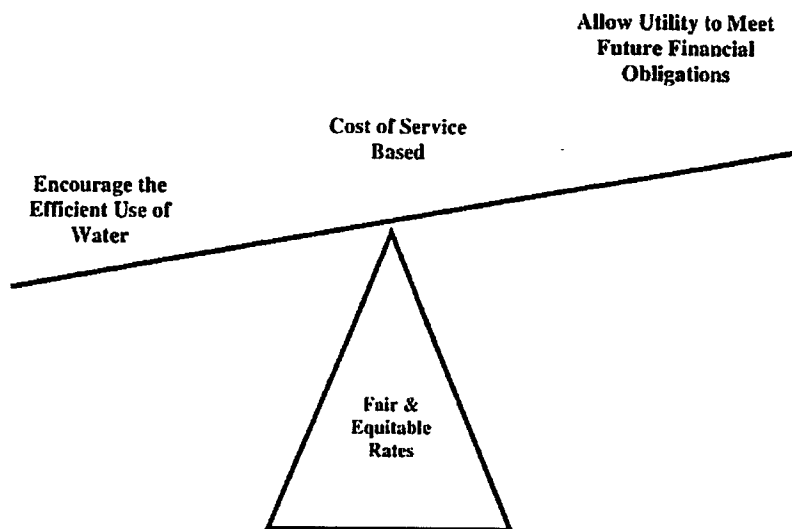 Allow Utility to Meet
Future Financial
Obligations
Cost of Service
Based
Encourage the
Efficient Use of
Water
Fair &
Equitable
Rates